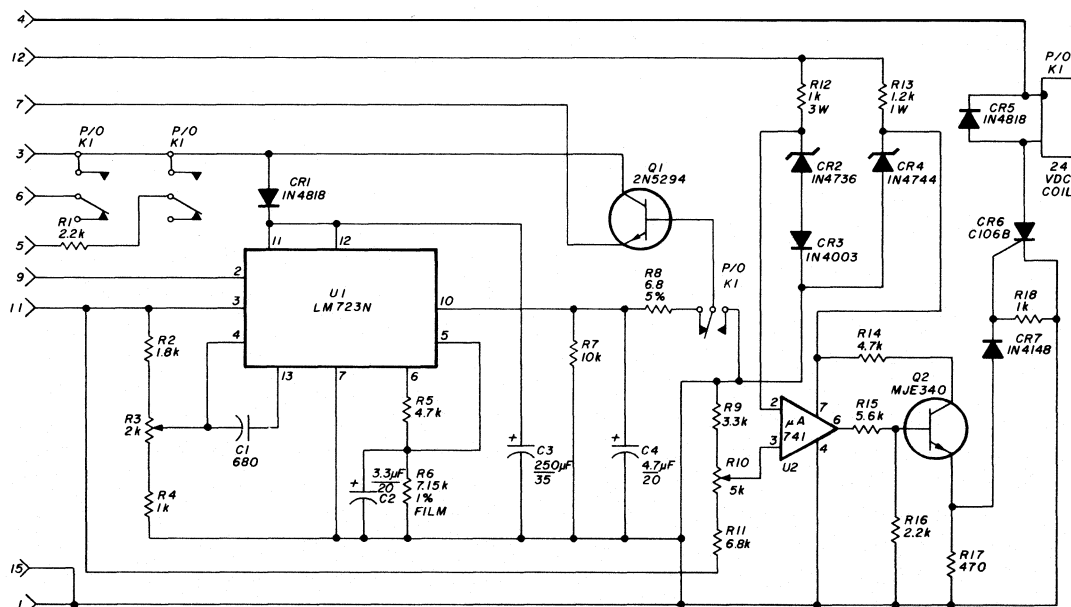 4
12
7
3
6
5
9
11
15
1
P/O
K1
P/O
K1
R1
2.2k
CR1
1N4818
11
12
2
3
4
13
7
6
5
10
U1
LM723N
R2
1.8k
R3
2k
R4
1k
C1
680
R5
4.7k
3.3μF
20
C2
R6
7.15k
1%
FILM
C3
250μF
35
Q1
2N5294
R7
10k
R8
6.8
5%
P/O
K1
C4
4.7μF
20
R12
1k
3W
R13
1.2k
1W
CR2
1N4736
CR4
1N4744
CR3
1N4003
R9
3.3k
R10
5k
R11
6.8k
2
3
7
6
4
μA
741
U2
R14
4.7k
R15
5.6k
Q2
MJE340
R16
2.2k
R17
470
CR5
1N4818
P/O
K1
24
VDC
COIL
CR6
C106B
R18
1k
CR7
1N4148